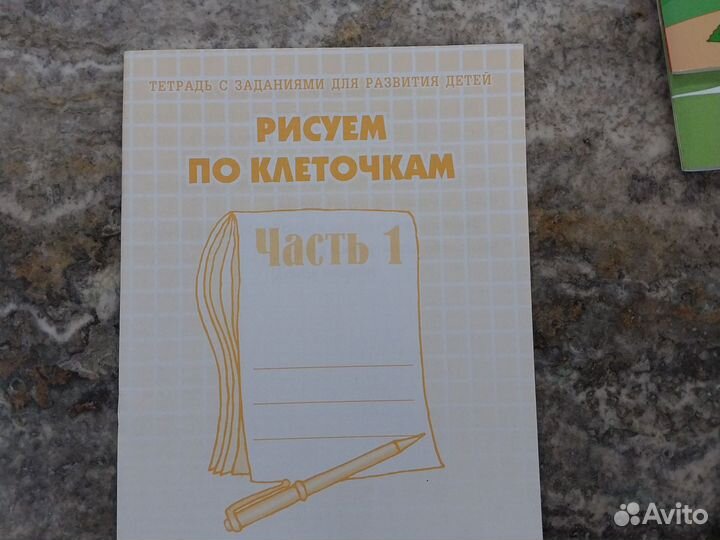 ТЕТРАДЬ С ЗАДАНИЯМИ ДЛЯ РАЗВИТИЯ ДЕТЕЙ
РИСУЕМ
ПО КЛЕТОЧКАМ
Часть 1
Avito